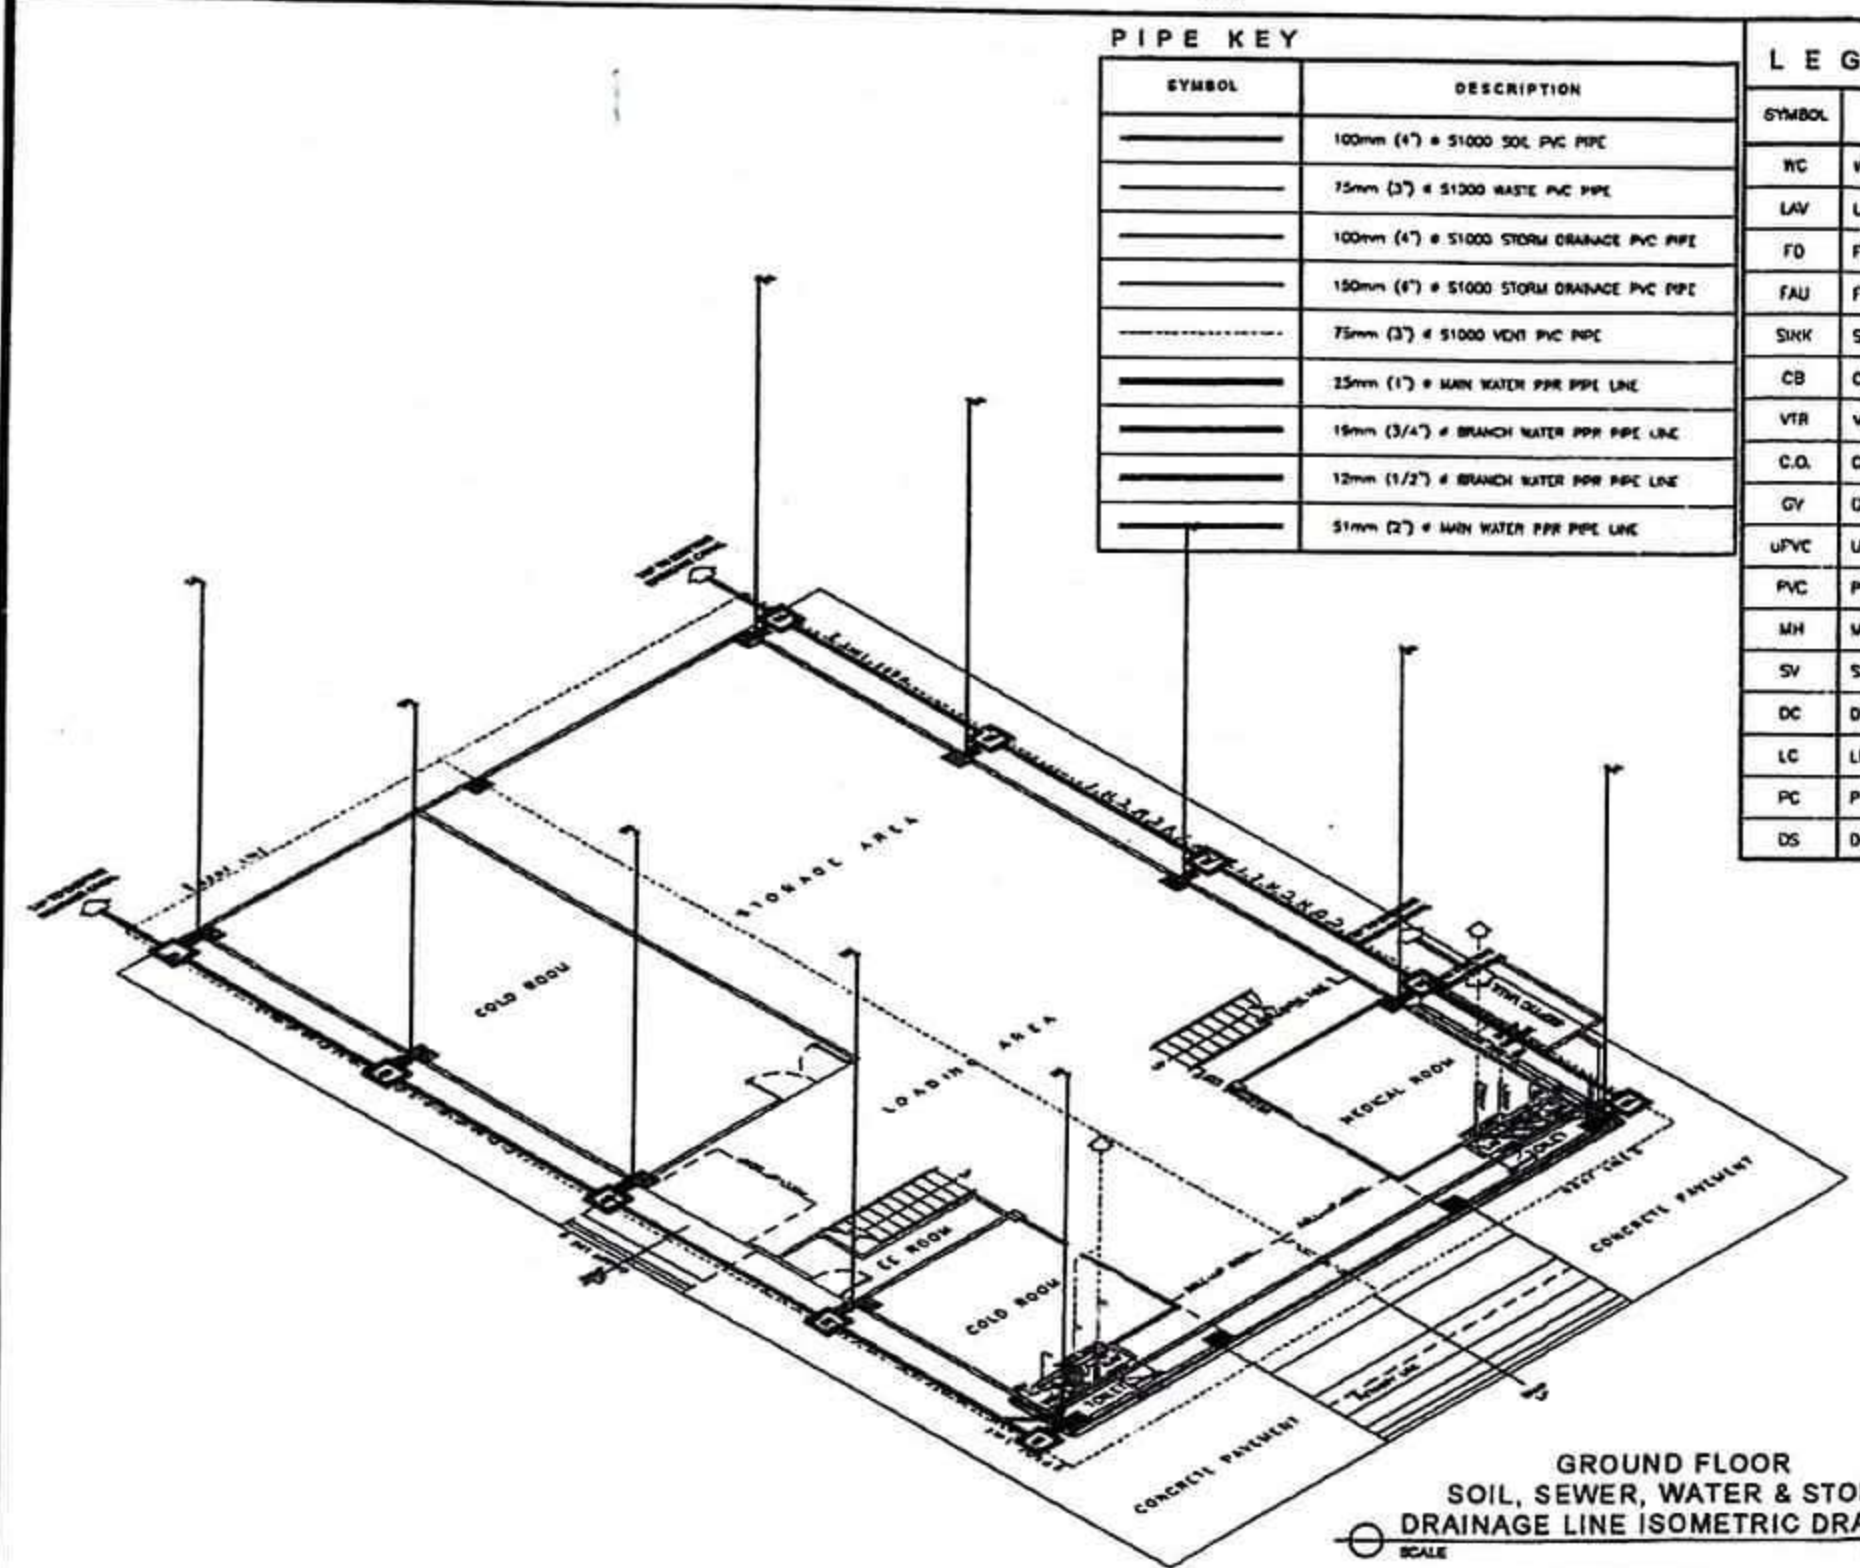 PIPE KEY
SYMBOL DESCRIPTION
100mm (4") ø S1000 SOIL PVC PIPE
75mm (3") ø S1000 WASTE PVC PIPE
100mm (4") ø S1000 STORM DRAINAGE PVC PIPE
150mm (6") ø S1000 STORM DRAINAGE PVC PIPE
75mm (3") ø S1000 VENT PVC PIPE
25mm (1") ø MAIN WATER PPR PIPE LINE
19mm (3/4") ø BRANCH WATER PPR PIPE LINE
12mm (1/2") ø BRANCH WATER PPR PIPE LINE
51mm (2") ø MAIN WATER PPR PIPE LINE
LEG
SYMBOL
WC
LAV
FD
FAU
SINK
CB
VTR
C.O.
GV
uPVC
PVC
MH
SV
DC
LC
PC
DS
STORAGE AREA
COLD ROOM
LOADING AREA
MEDICAL ROOM
SEPTIC VAULT
TOILET
EE ROOM
COLD ROOM
TOILET
CONCRETE PAVEMENT
CONCRETE PAVEMENT
GROUND FLOOR
SOIL, SEWER, WATER & STO
DRAINAGE LINE ISOMETRIC DRA
SCALE